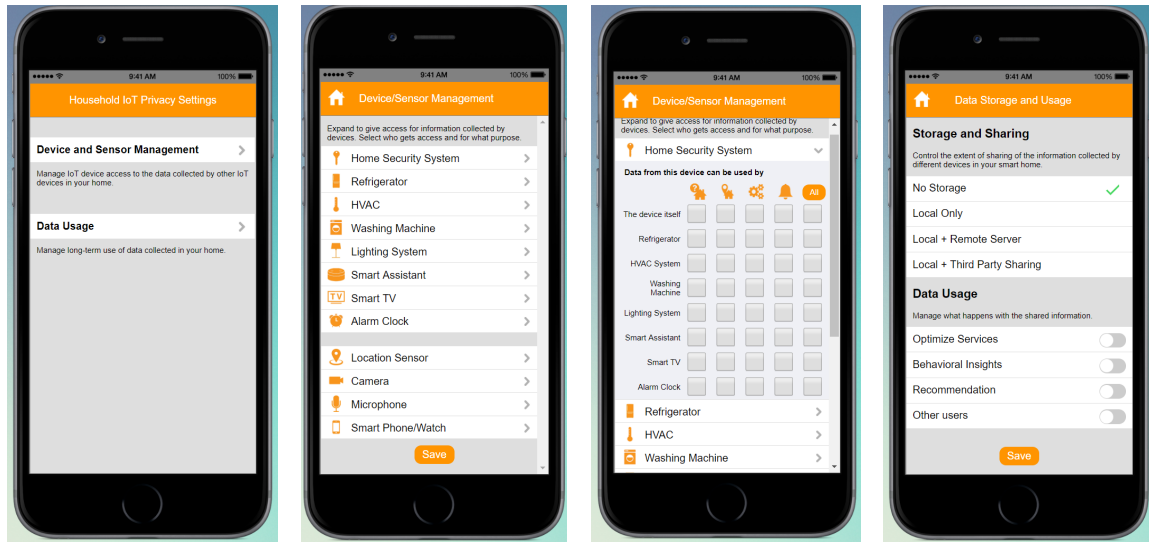 9:41 AM 100%
Household IoT Privacy Settings
Device and Sensor Management
Manage IoT device access to the data collected by other IoT
devices in your home.
Data Usage
Manage long-term use of data collected in your home.
9:41 AM 100%
Device/Sensor Management
Expand to give access for information collected by
devices. Select who gets access and for what purpose.
Home Security System
Refrigerator
HVAC
Washing Machine
Lighting System
Smart Assistant
TV Smart TV
Alarm Clock
Location Sensor
Camera
Microphone
Smart Phone/Watch
Save
9:41 AM 100%
Device/Sensor Management
Expand to give access for information collected by
devices. Select who gets access and for what purpose.
Home Security System
Data from this device can be used by
All
The device itself
Refrigerator
HVAC System
Washing
Machine
Lighting System
Smart Assistant
Smart TV
Alarm Clock
Refrigerator
HVAC
Washing Machine
9:41 AM 100%
Data Storage and Usage
Storage and Sharing
Control the extent of sharing of the information collected by
different devices in your smart home.
No Storage
Local Only
Local + Remote Server
Local + Third Party Sharing
Data Usage
Manage what happens with the shared information.
Optimize Services
Behavioral Insights
Recommendation
Other users
Save